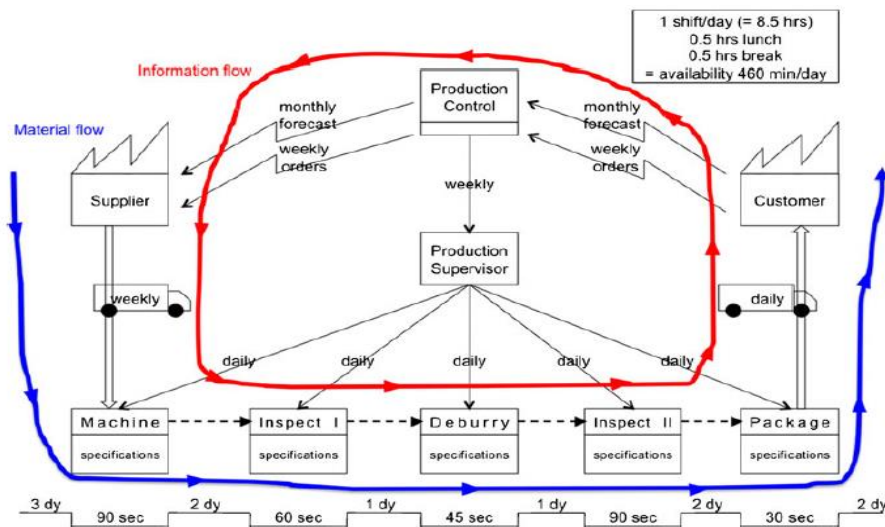 1 shift/day (= 8.5 hrs)
0.5 hrs lunch
0.5 hrs break
= availability 460 min/day
Information flow
Production
Control
monthly
forecast
monthly
forecast
Material flow
weekly
orders
weekly
orders
Supplier
weekly
Customer
Production
Supervisor
weekly
daily
daily
daily
daily
daily
daily
Machine
Inspect I
Deburry
Inspect II
Package
specifications
specifications
specifications
specifications
specifications
3 dy
2 dy
1 dy
1 dy
2 dy
2 dy
90 sec
60 sec
45 sec
90 sec
30 sec